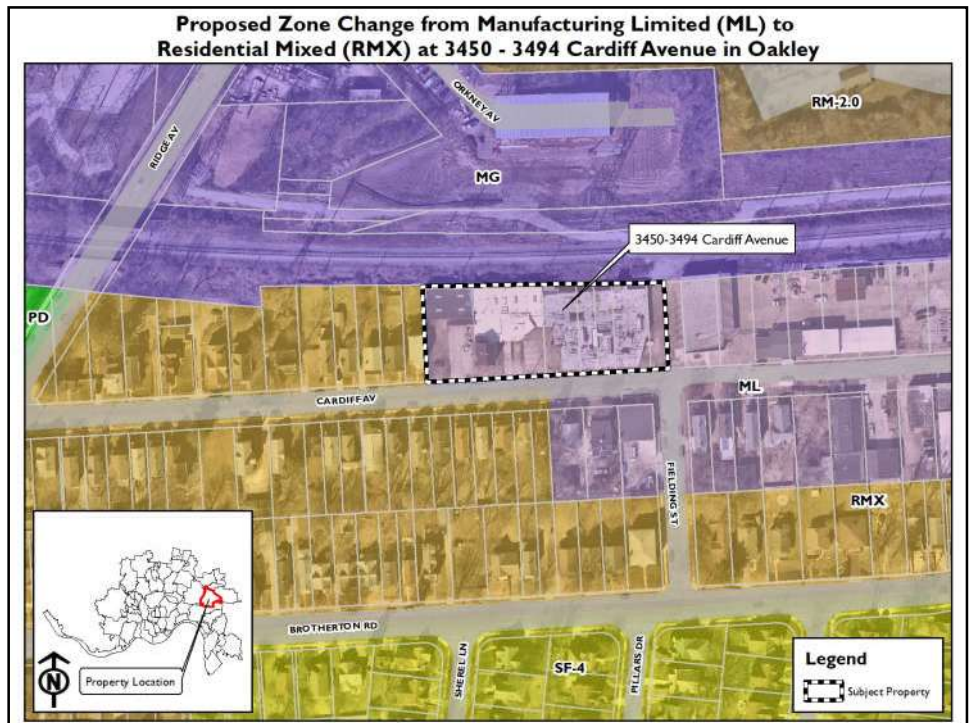 Proposed Zone Change from Manufacturing Limited (ML) to
Residential Mixed (RMX) at 3450 - 3494 Cardiff Avenue in Oakley
ORKNEY AV
RM-2.0
RIDGE AV
MG
3450-3494 Cardiff Avenue
PD
ML
CARDIFF AV
FIELDING ST
RMX
BROTHERTON RD
SHEREL LN
SF-4
PILLARS DR
N
Property Location
Legend
Subject Property